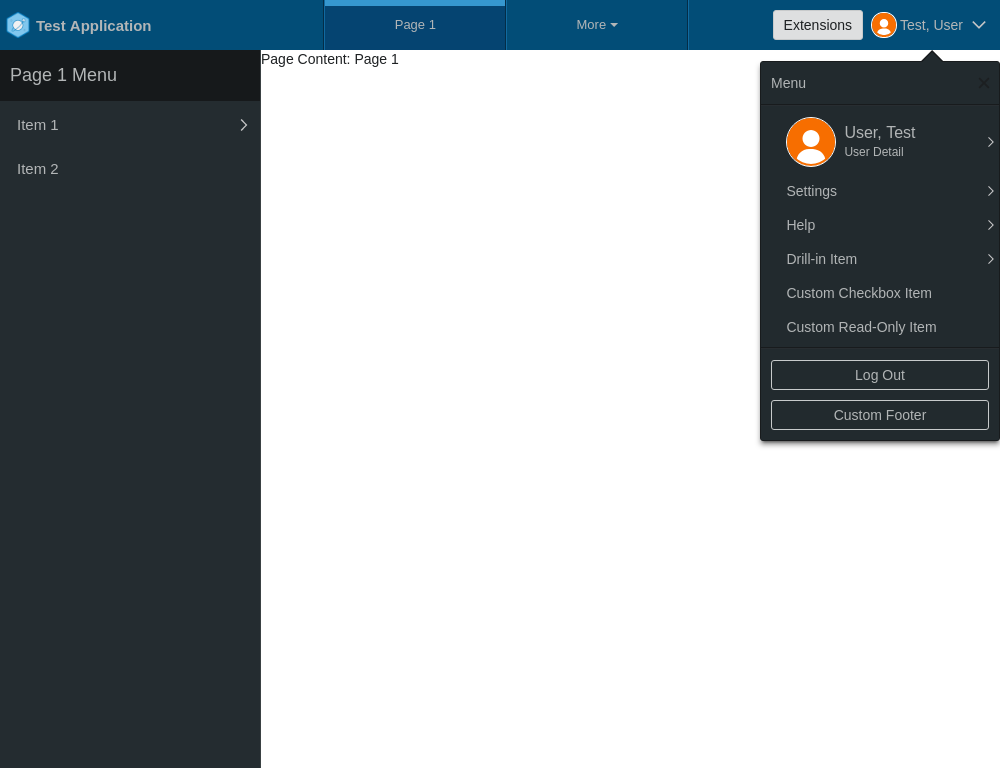 Test Application
Page 1
More
Extensions
Test, User
Page 1 Menu
Item 1
Item 2
Page Content: Page 1
Menu
User, Test
User Detail
Settings
Help
Drill-in Item
Custom Checkbox Item
Custom Read-Only Item
Log Out
Custom Footer